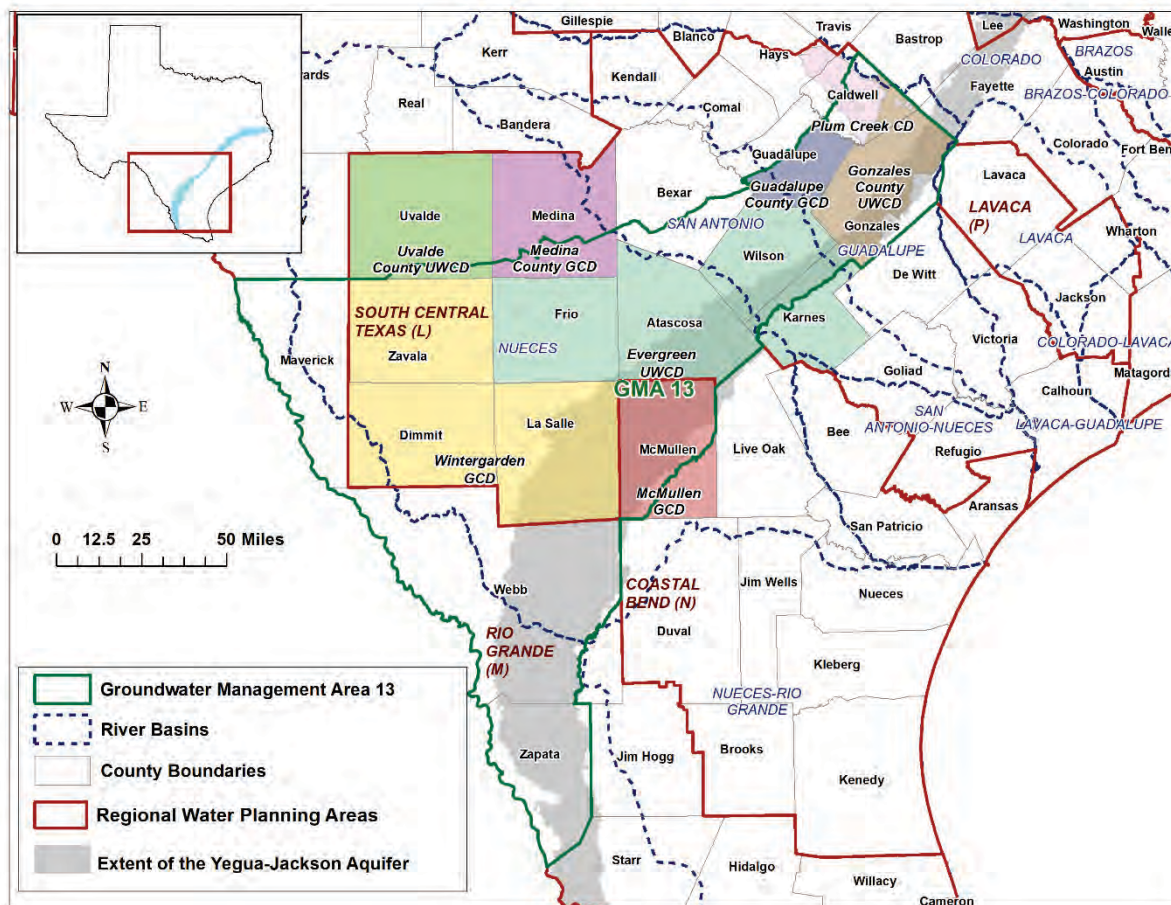 Gillespie
Travis
Lee
Washington
Waller
Blanco
Bastrop
Kerr
Hays
COLORADO
BRAZOS
Kendall
Austin
Fayette
BRAZOS-COLORADO
Real
Caldwell
Comal
Bandera
Plum Creek CD
Colorado
Fort Ben
Guadalupe
Guadalupe
County GCD
Gonzales
County
UWCD
Bexar
Lavaca
Uvalde
Medina
LAVACA
(P)
SAN ANTONIO
Gonzales
Wharton
LAVACA
Uvalde
County UWCD
Medina
County GCD
Wilson
GUADALUPE
De Witt
SOUTH CENTRAL
TEXAS (L)
Frio
Atascosa
Karnes
Jackson
Victoria
COLORADO-LAVACA
Zavala
NUECES
Maverick
Evergreen
UWCD
Goliad
Matagord
Calhoun
GMA 13
N
W
E
S
SAN
ANTONIO-NUECES
LAVACA-GUADALUPE
La Salle
Dimmit
Bee
McMullen
Live Oak
Refugio
Wintergarden
GCD
McMullen
GCD
Aransas
San Patricio
0 12.5 25 50 Miles
COASTAL
BEND (N)
Jim Wells
Webb
Nueces
RIO
GRANDE
(M)
Duval
Kleberg
Groundwater Management Area 13
River Basins
County Boundaries
Regional Water Planning Areas
Extent of the Yegua-Jackson Aquifer
NUECES-RIO
GRANDE
Zapata
Jim Hogg
Brooks
Kenedy
Starr
Hidalgo
Willacy
Cameron